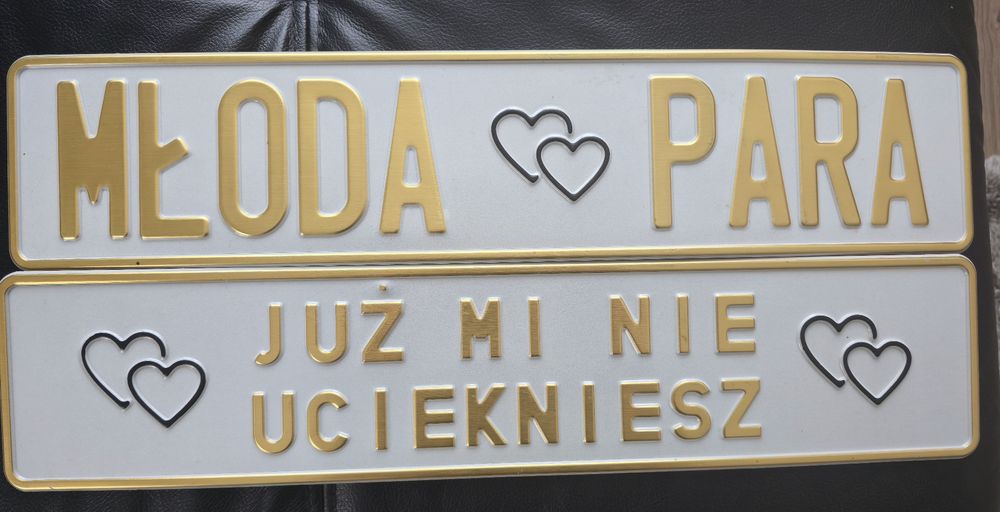 MŁODA PARA
JUŻ MI NIE
UCIEKNIESZ